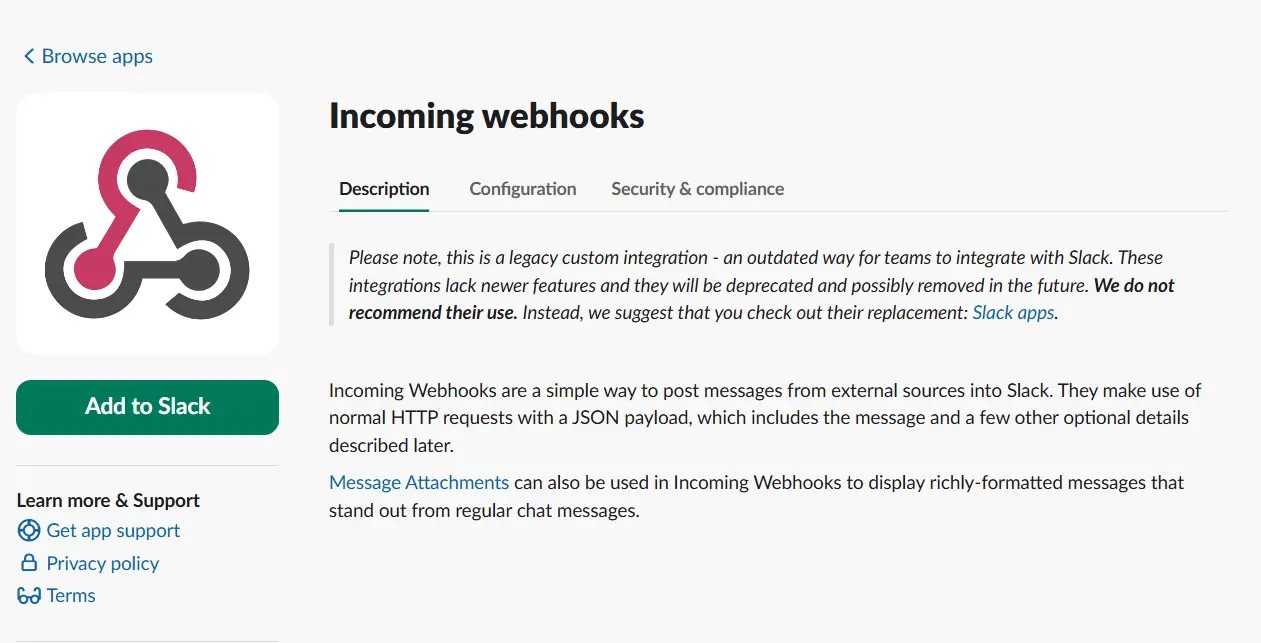 Browse apps
Incoming webhooks
Description Configuration Security & compliance
Please note, this is a legacy custom integration - an outdated way for teams to integrate with Slack. These
integrations lack newer features and they will be deprecated and possibly removed in the future. We do not
recommend their use. Instead, we suggest that you check out their replacement: Slack apps.
Add to Slack
Incoming Webhooks are a simple way to post messages from external sources into Slack. They make use of
normal HTTP requests with a JSON payload, which includes the message and a few other optional details
described later.
Message Attachments can also be used in Incoming Webhooks to display richly-formatted messages that
stand out from regular chat messages.
Learn more & Support
Get app support
Privacy policy
Terms